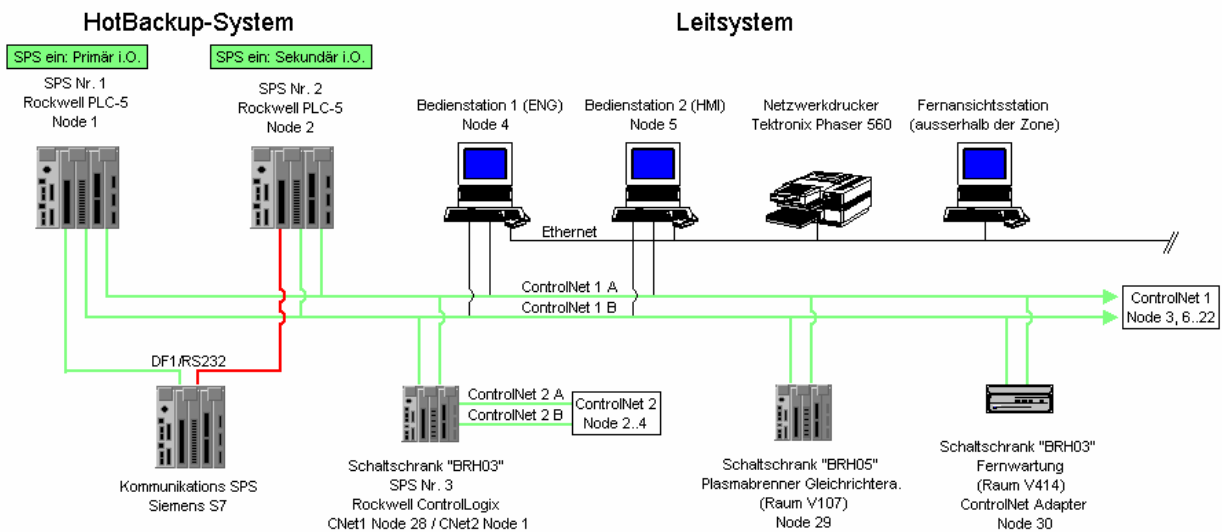 HotBackup-System
Leitsystem
SPS ein: Primär i.O.
SPS ein: Sekundär i.O.
SPS Nr. 1
Rockwell PLC-5
Node 1
SPS Nr. 2
Rockwell PLC-5
Node 2
Bedienstation 1 (ENG)
Node 4
Bedienstation 2 (HMI)
Node 5
Netzwerkdrucker
Tektronix Phaser 560
Fernansichtsstation
(ausserhalb der Zone)
Ethernet
ControlNet 1 A
ControlNet 1 B
ControlNet 1
Node 3, 6..22
DF1/RS232
ControlNet 2 A
ControlNet 2 B
ControlNet 2
Node 2..4
Kommunikations SPS
Siemens S7
Schaltschrank "BRH03"
SPS Nr. 3
Rockwell ControlLogix
CNet1 Node 28 / CNet2 Node 1
Schaltschrank "BRH05"
Plasmabrenner Gleichrichtera.
(Raum V107)
Node 29
Schaltschrank "BRH03"
Fernwartung
(Raum V414)
ControlNet Adapter
Node 30